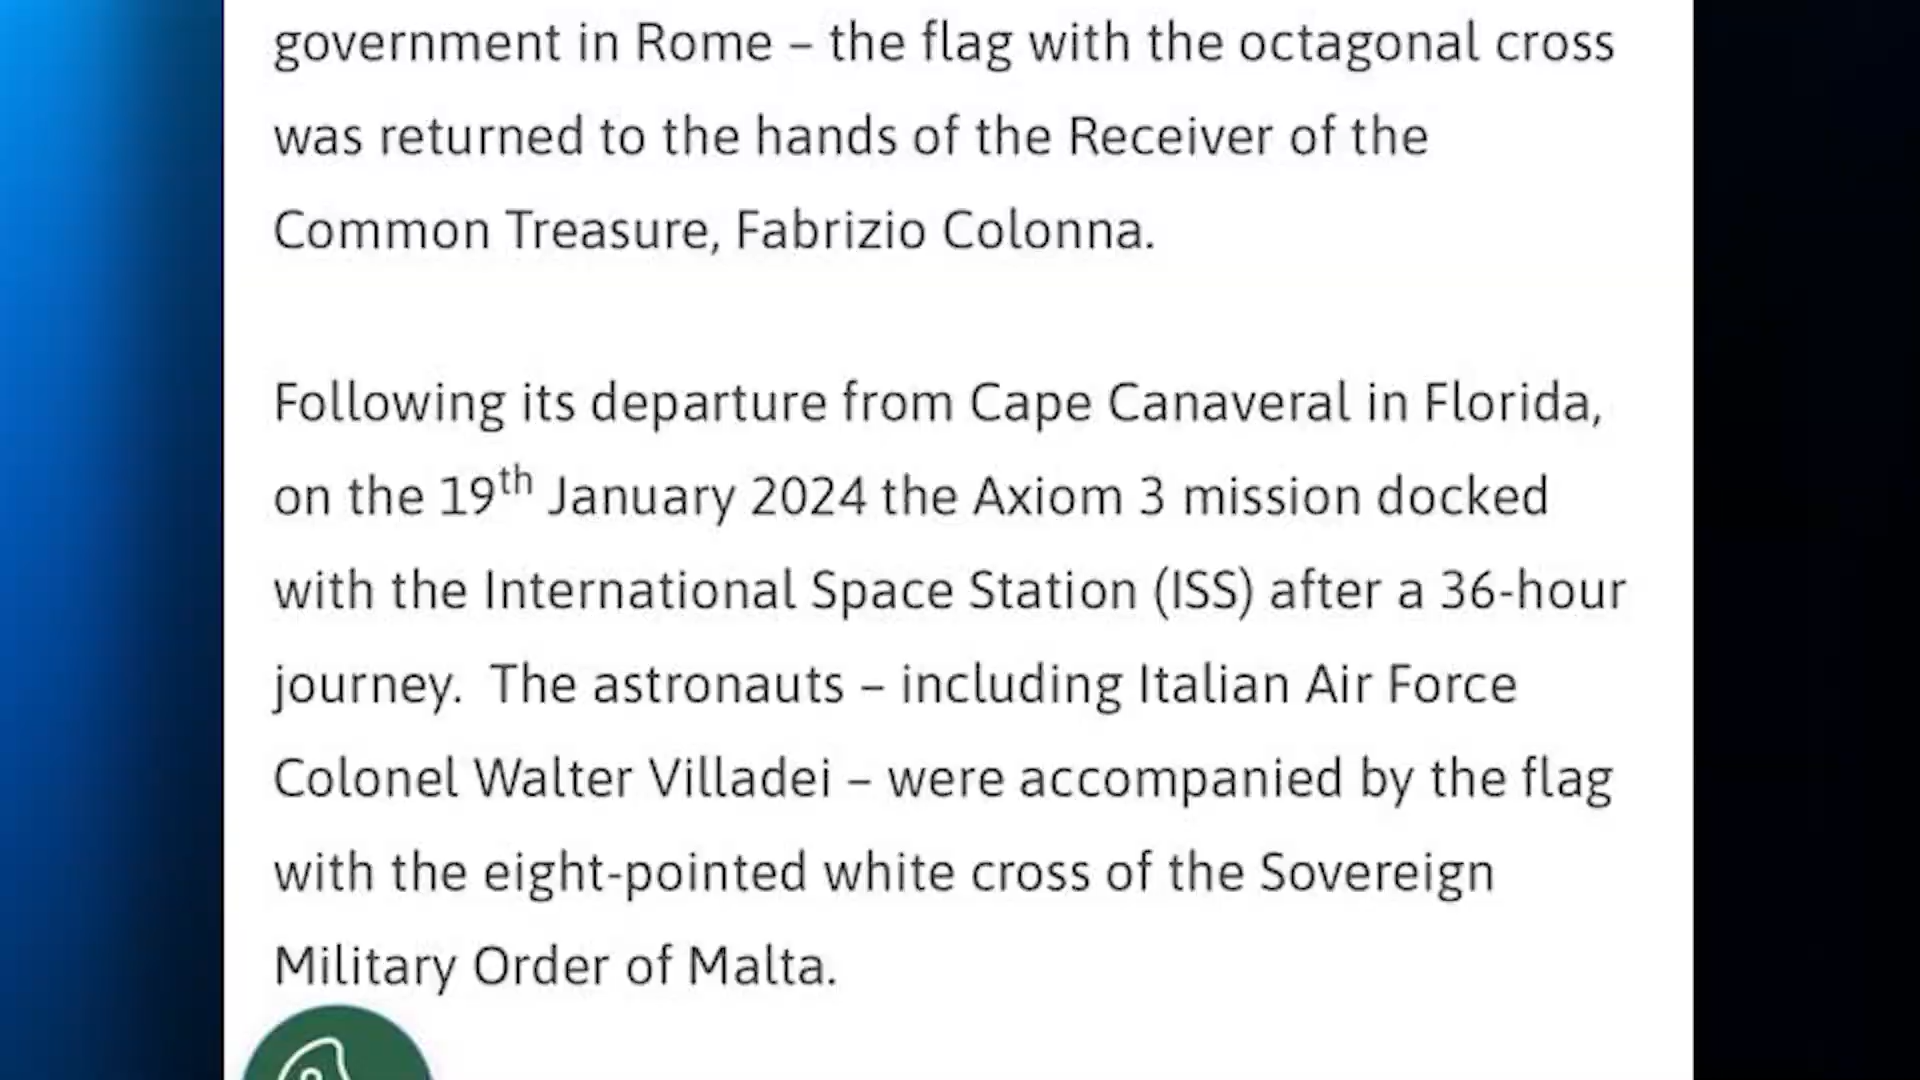 government in Rome – the flag with the octagonal cross
was returned to the hands of the Receiver of the
Common Treasure, Fabrizio Colonna.
Following its departure from Cape Canaveral in Florida,
on the 19th January 2024 the Axiom 3 mission docked
with the International Space Station (ISS) after a 36-hour
journey.  The astronauts – including Italian Air Force
Colonel Walter Villadei – were accompanied by the flag
with the eight-pointed white cross of the Sovereign
Military Order of Malta.